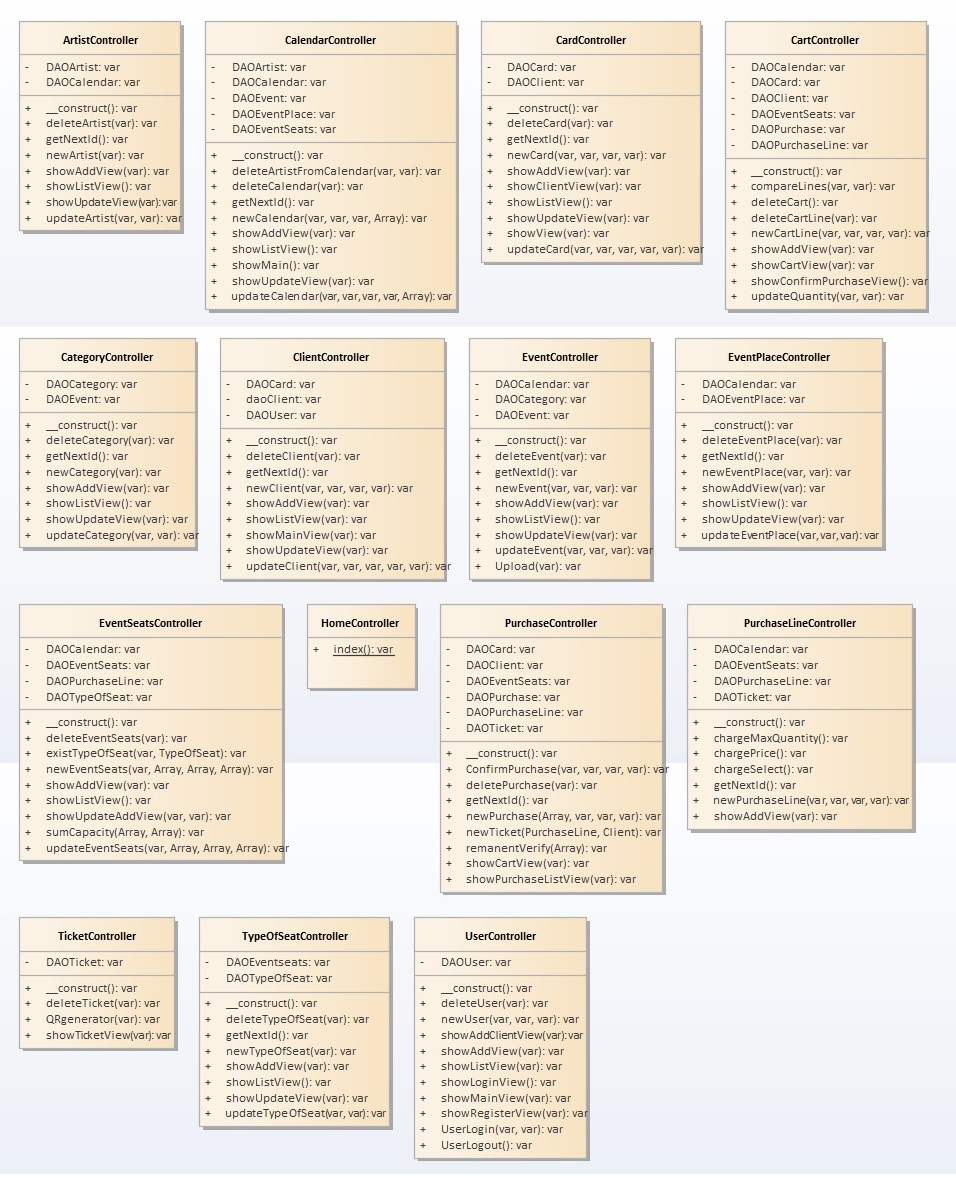 ArtistController
- DAOArtist: var
- DAOCalendar: var
+ __construct(): var
+ deleteArtist(var): var
+ getNextId(): var
+ newArtist(var): var
+ showAddView(): var
+ showListView(): var
+ showUpdateView(var): var
+ updateArtist(var, var): var
CalendarController
- DAOArtist: var
- DAOCalendar: var
- DAOEvent: var
- DAOEventPlace: var
- DAOEventSeats: var
+ __construct(): var
+ deleteArtistFromCalendar(var, var): var
+ deleteCalendar(var): var
+ getNextId(): var
+ newCalendar(var, var, var, Array): var
+ showAddView(var): var
+ showListView(): var
+ showMain(): var
+ showUpdateView(var): var
+ updateCalendar(var, var, var, var, Array): var
CardController
- DAOCard: var
- DAOClient: var
+ __construct(): var
+ deleteCard(var): var
+ getNextId(): var
+ newCard(var, var, var, var): var
+ showAddView(var): var
+ showClientView(): var
+ showListView(): var
+ showUpdateView(var): var
+ showView(var): var
+ updateCard(var, var, var, var, var): var
CartController
- DAOCalendar: var
- DAOCard: var
- DAOClient: var
- DAOEventSeats: var
- DAOPurchase: var
- DAOPurchaseLine: var
+ __construct(): var
+ compareLines(var, var): var
+ deleteCart(): var
+ deleteCartLine(var): var
+ newCartLine(var, var, var, var): var
+ showAddView(var): var
+ showCartView(var): var
+ showConfirmPurchaseView(): var
+ updateQuantity(var, var): var
CategoryController
- DAOCategory: var
- DAOEvent: var
+ __construct(): var
+ deleteCategory(var): var
+ getNextId(): var
+ newCategory(var): var
+ showAddView(var): var
+ showListView(): var
+ showUpdateView(var): var
+ updateCategory(var, var): var
ClientController
- DAOCard: var
- daoClient: var
- DAOUser: var
+ __construct(): var
+ deleteClient(var): var
+ getNextId(): var
+ newClient(var, var, var, var): var
+ showAddView(var): var
+ showListView(var): var
+ showMainView(var): var
+ showUpdateView(var): var
+ updateClient(var, var, var, var, var): var
EventController
- DAOCalendar: var
- DAOCategory: var
- DAOEvent: var
+ __construct(): var
+ deleteEvent(var): var
+ getNextId(): var
+ newEvent(var, var, var): var
+ showAddView(var): var
+ showListView(): var
+ showUpdateView(var): var
+ updateEvent(var, var, var): var
+ Upload(var): var
EventPlaceController
- DAOCalendar: var
- DAOEventPlace: var
+ __construct(): var
+ deleteEventPlace(var): var
+ getNextId(): var
+ newEventPlace(var, var): var
+ showAddView(var): var
+ showListView(): var
+ showUpdateView(var): var
+ updateEventPlace(var, var, var): var
EventSeatsController
- DAOCalendar: var
- DAOEventSeats: var
- DAOPurchaseLine: var
- DAOTypeOfSeat: var
+ __construct(): var
+ deleteEventSeats(var): var
+ existTypeOfSeat(var, TypeOfSeat): var
+ newEventSeats(var, Array, Array, Array): var
+ showAddView(var): var
+ showListView(): var
+ showUpdateAddView(var, var): var
+ sumCapacity(Array, Array): var
+ updateEventSeats(var, Array, Array, Array): var
HomeController
+ index(): var
PurchaseController
- DAOCard: var
- DAOClient: var
- DAOEventSeats: var
- DAOPurchase: var
- DAOPurchaseLine: var
- DAOTicket: var
+ __construct(): var
+ ConfirmPurchase(var, var, var, var): var
+ deletePurchase(var): var
+ getNextId(): var
+ newPurchase(Array, var, var, var): var
+ newTicket(PurchaseLine, Client): var
+ remanentVerify(Array): var
+ showCartView(var): var
+ showPurchaseListView(var): var
PurchaseLineController
- DAOCalendar: var
- DAOEventSeats: var
- DAOPurchaseLine: var
- DAOTicket: var
+ __construct(): var
+ chargeMaxQuantity(): var
+ chargePrice(): var
+ chargeSelect(): var
+ getNextId(): var
+ newPurchaseLine(var, var, var, var): var
+ showAddView(var): var
TicketController
- DAOTicket: var
+ __construct(): var
+ deleteTicket(var): var
+ QRgenerator(var): var
+ showTicketView(var): var
TypeOfSeatController
- DAOEventseats: var
- DAOTypeOfSeat: var
+ __construct(): var
+ deleteTypeOfSeat(var): var
+ getNextId(): var
+ newTypeOfSeat(var): var
+ showAddView(var): var
+ showListView(): var
+ showUpdateView(var): var
+ updateTypeOfSeat(var, var): var
UserController
- DAOUser: var
+ __construct(): var
+ deleteUser(var): var
+ newUser(var, var, var): var
+ showAddClientView(var): var
+ showAddView(var): var
+ showListView(var): var
+ showLoginView(): var
+ showMainView(var): var
+ showRegisterView(var): var
+ UserLogin(var, var): var
+ UserLogout(): var